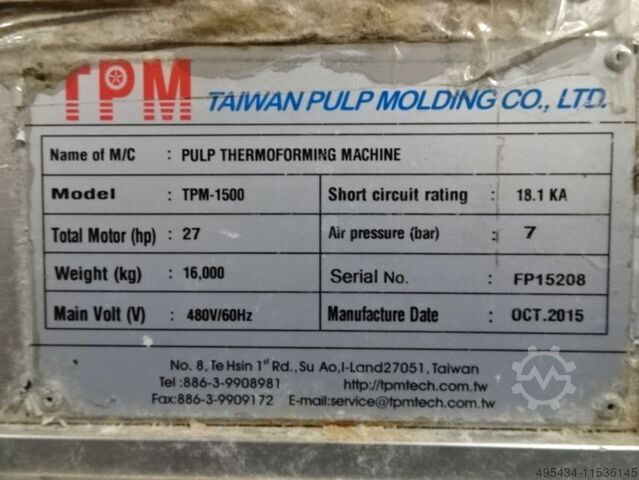 TPM TAIWAN PULP MOLDING CO., LTD.
Name of M/C : PULP THERMOFORMING MACHINE
Model : TPM-1500 Short circuit rating : 18.1 KA
Total Motor (hp) : 27 Air pressure (bar) : 7
Weight (kg) : 16,000 Serial No. : FP15208
Main Volt (V) : 480V/60Hz Manufacture Date : OCT.2015
No. 8, Te Hsin 1st Rd., Su Ao,I-Land27051, Taiwan
Tel :886-3-9908981 http://tpmtech.com.tw
Fax:886-3-9909172 E-mail:service@tpmtech.com.tw
495434-11536145